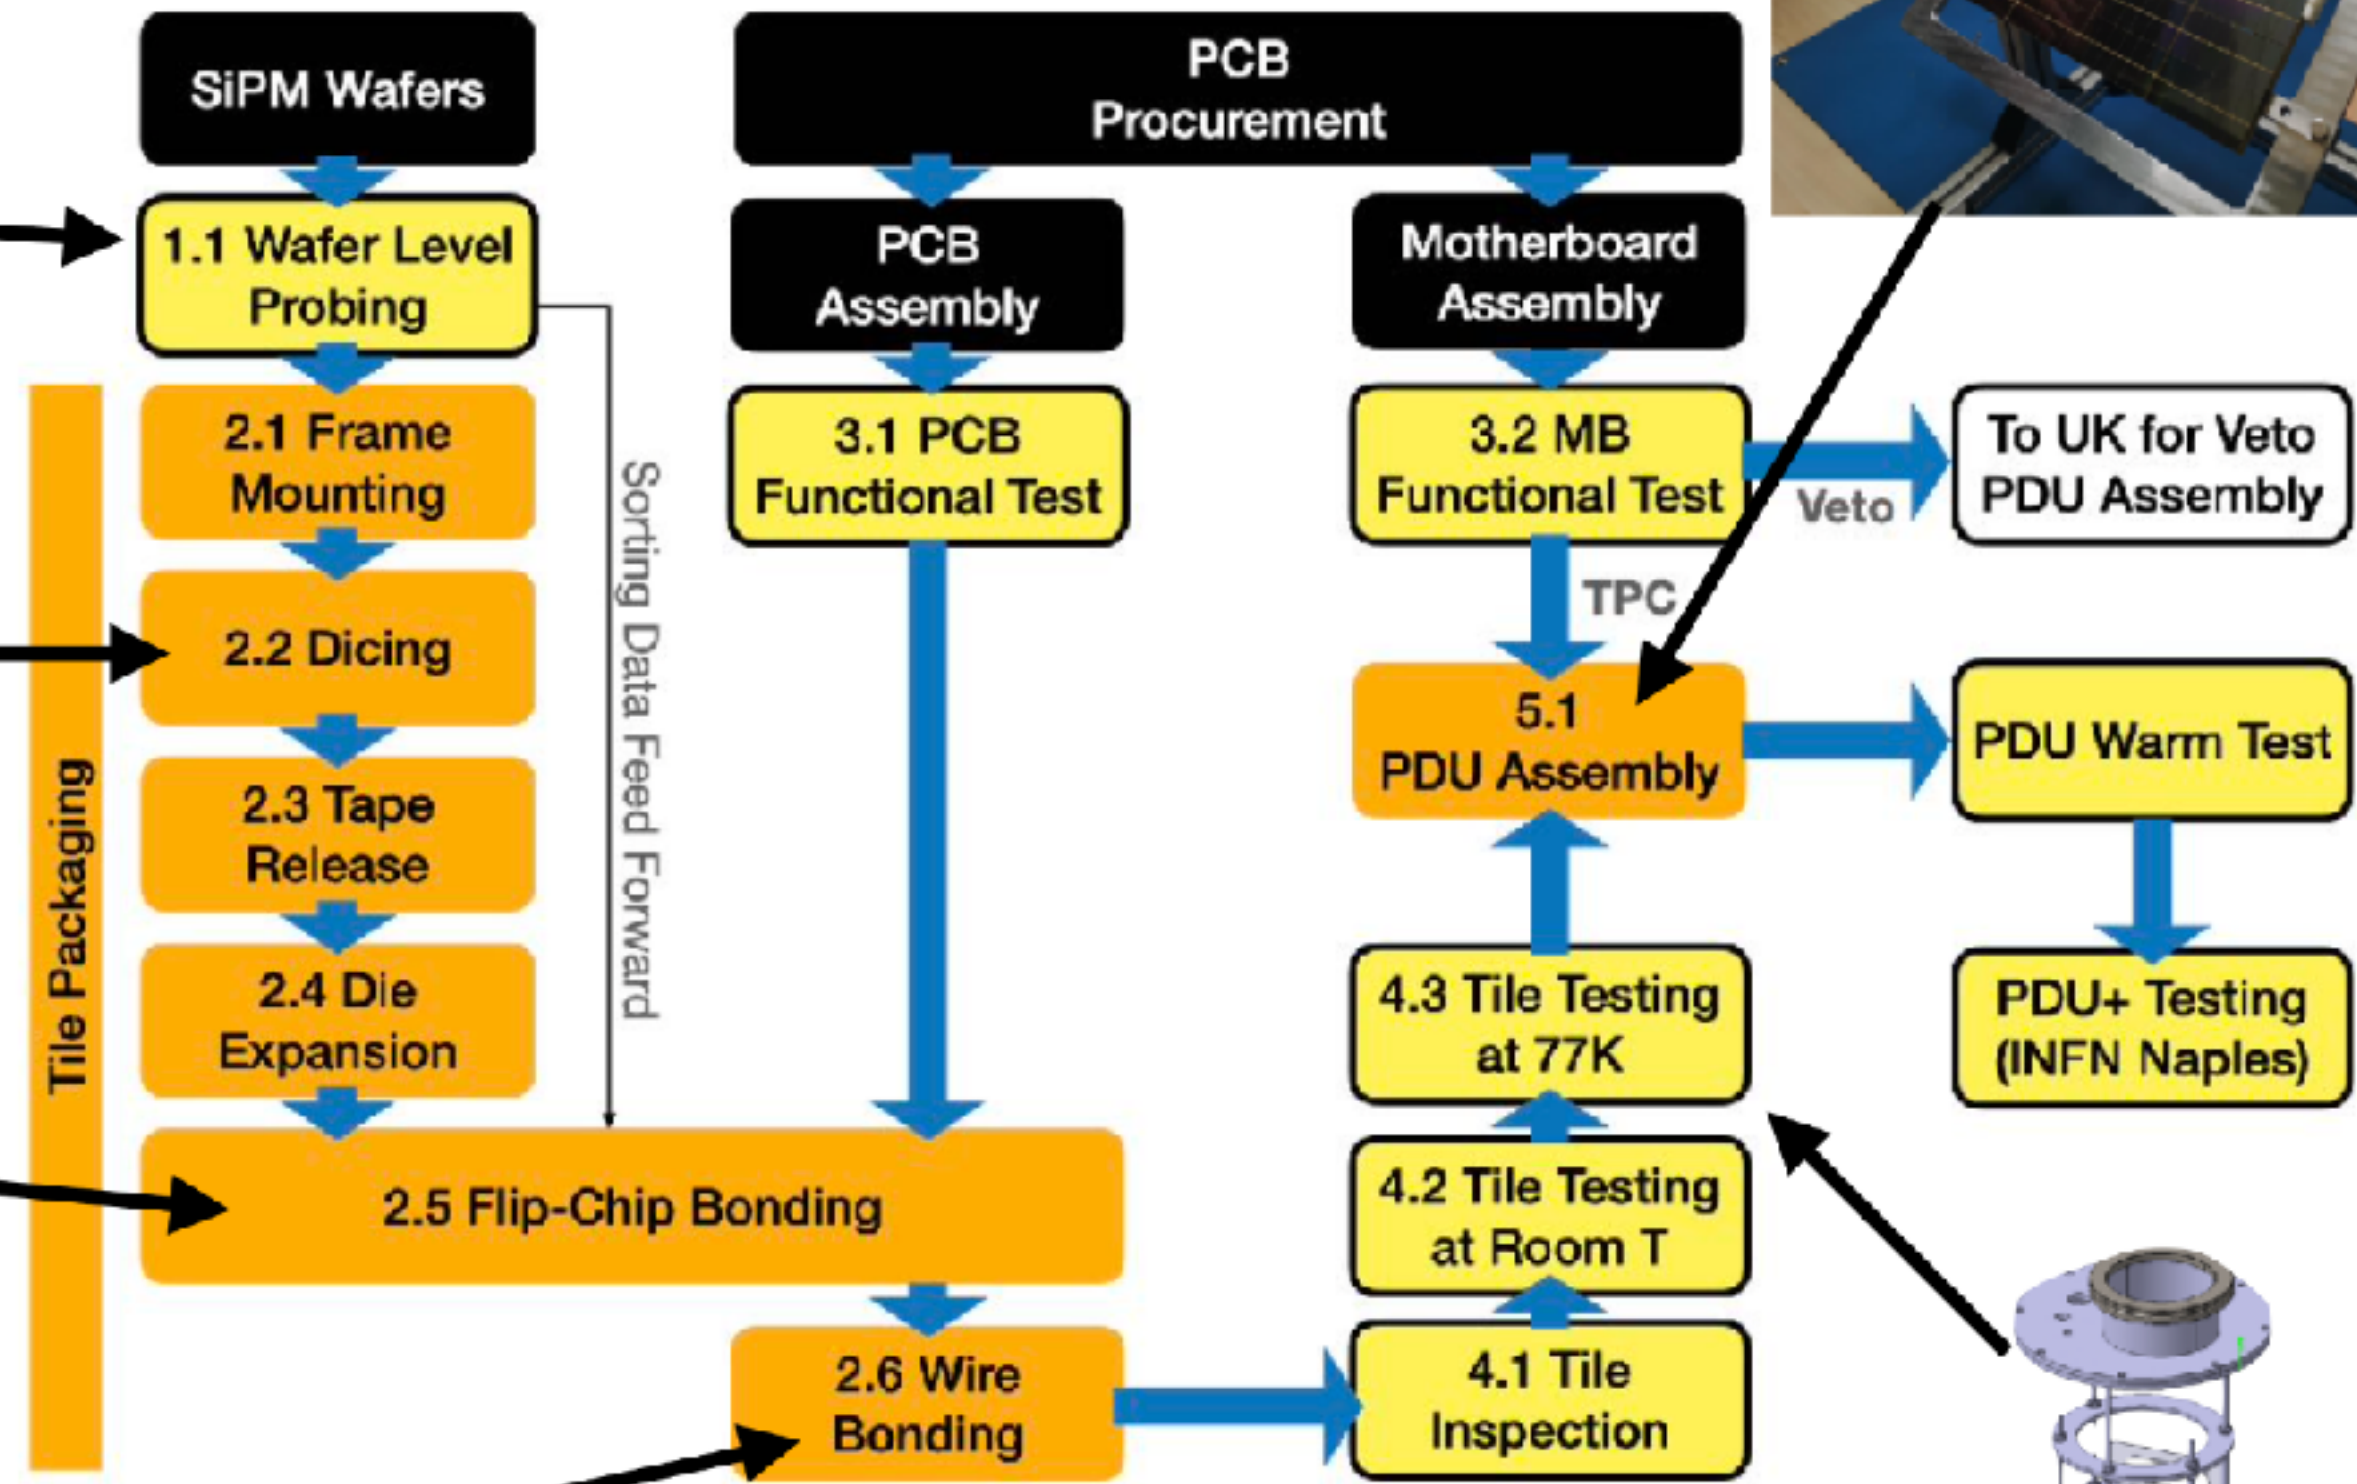 SiPM Wafers
PCB
Procurement
1.1 Wafer Level
Probing
PCB
Assembly
Motherboard
Assembly
2.1 Frame
Mounting
3.1 PCB
Functional Test
3.2 MB
Functional Test
Veto
To UK for Veto
PDU Assembly
Sorting Data Feed Forward
TPC
2.2 Dicing
5.1
PDU Assembly
PDU Warm Test
Tile Packaging
2.3 Tape
Release
2.4 Die
Expansion
4.3 Tile Testing
at 77K
PDU+ Testing
(INFN Naples)
2.5 Flip-Chip Bonding
4.2 Tile Testing
at Room T
2.6 Wire
Bonding
4.1 Tile
Inspection